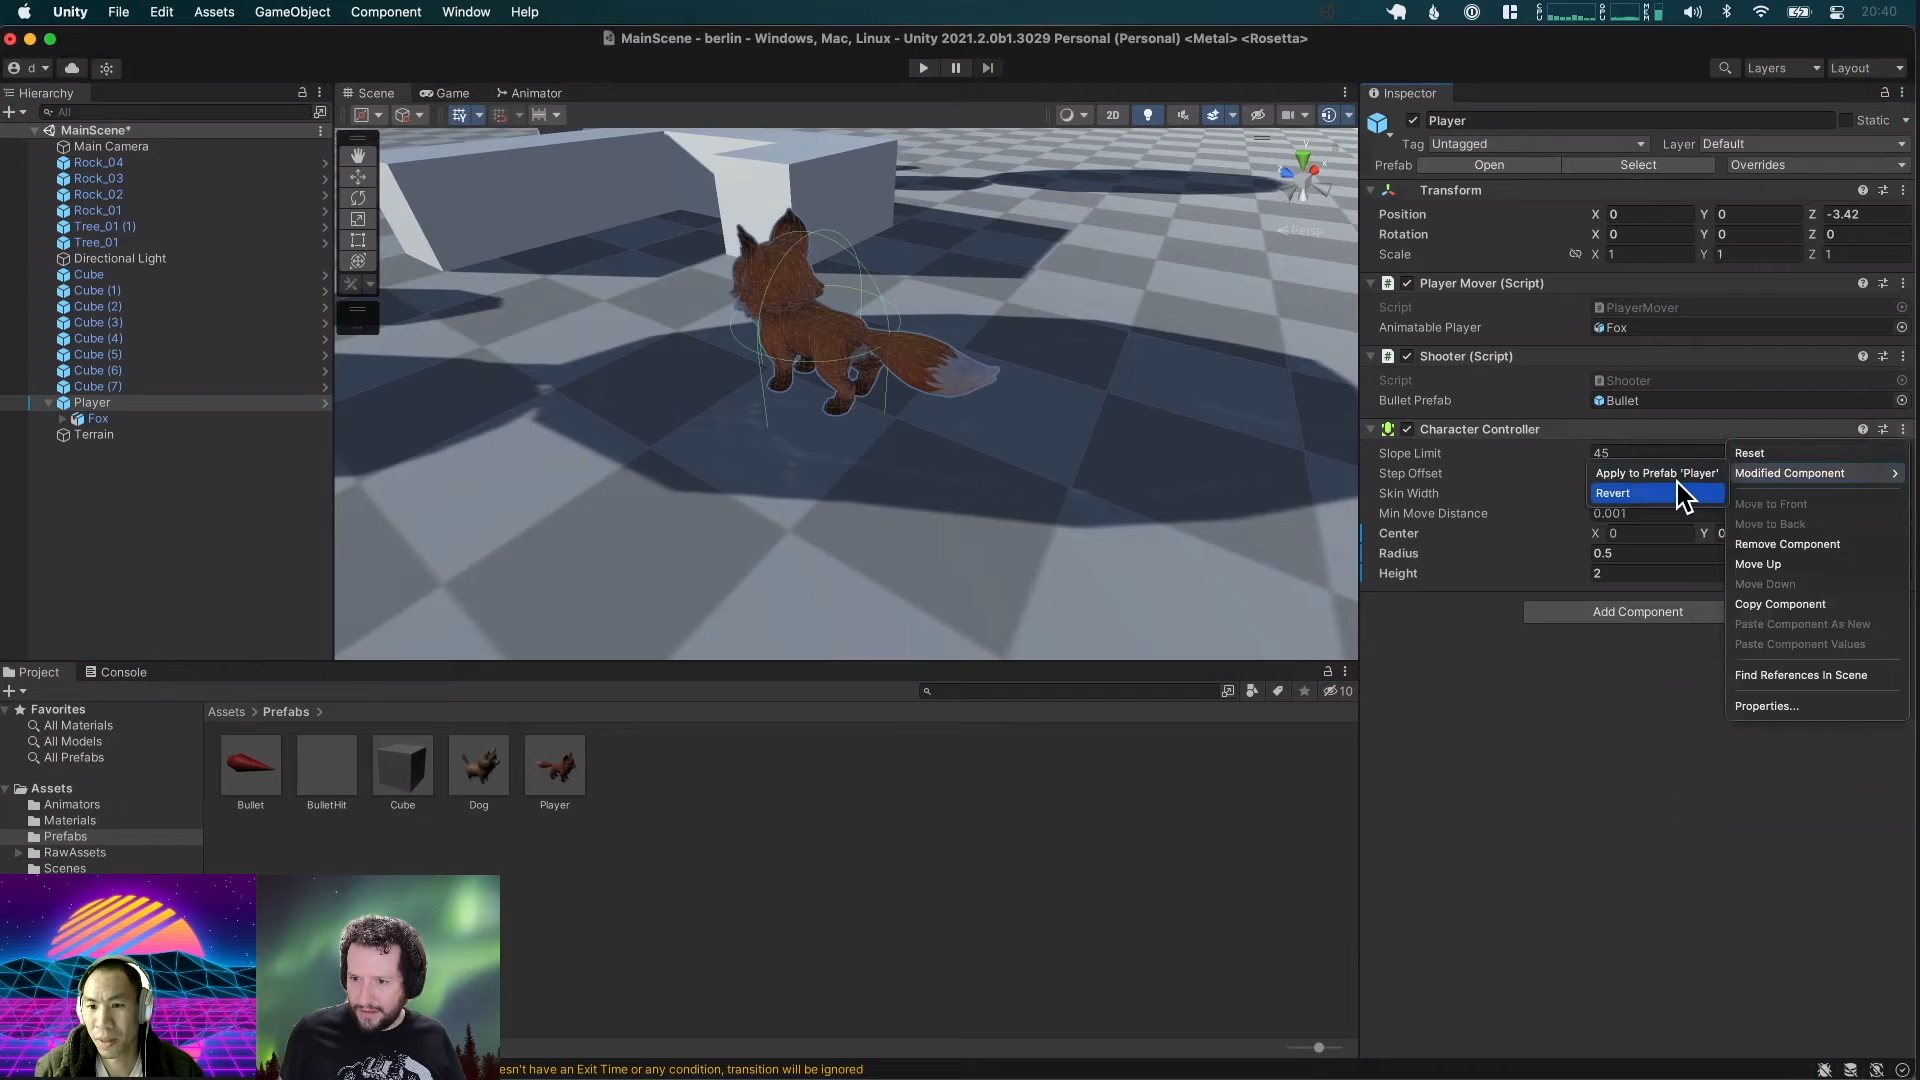 Unity File Edit Assets GameObject Component Window Help 20:40
MainScene - berlin - Windows, Mac, Linux - Unity 2021.2.0b1.3029 Personal (Personal) <Metal> <Rosetta>
d Layers Layout
Hierarchy
All
MainScene*
Main Camera
Rock_04
Rock_03
Rock_02
Rock_01
Tree_01 (1)
Tree_01
Directional Light
Cube
Cube (1)
Cube (2)
Cube (3)
Cube (4)
Cube (5)
Cube (6)
Cube (7)
Player
Fox
Terrain
Scene Game Animator
2D
Persp
Inspector
Player Static
Tag Untagged Layer Default
Prefab Open Select Overrides
Transform
Position X 0 Y 0 Z -3.42
Rotation X 0 Y 0 Z 0
Scale X 1 Y 1 Z 1
Player Mover (Script)
Script PlayerMover
Animatable Player Fox
Shooter (Script)
Script Shooter
Bullet Prefab Bullet
Character Controller
Slope Limit 45
Step Offset
Skin Width
Min Move Distance 0.001
Center X 0 Y 0
Radius 0.5
Height 2
Add Component
Apply to Prefab 'Player'
Revert
Reset
Modified Component
Move to Front
Move to Back
Remove Component
Move Up
Move Down
Copy Component
Paste Component As New
Paste Component Values
Find References In Scene
Properties...
Project Console
10
Favorites
All Materials
All Models
All Prefabs
Assets
Animators
Materials
Prefabs
RawAssets
Scenes
Assets > Prefabs >
Bullet BulletHit Cube Dog Player
esn't have an Exit Time or any condition, transition will be ignored